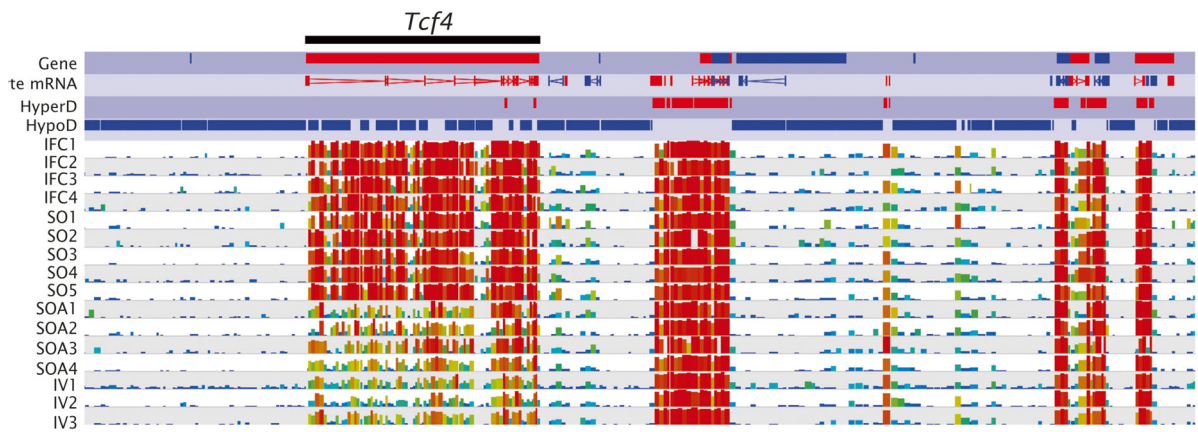 Tcf4
Gene
te mRNA
HyperD
HypoD
IFC1
IFC2
IFC3
IFC4
SO1
SO2
SO3
SO4
SO5
SOA1
SOA2
SOA3
SOA4
IV1
IV2
IV3